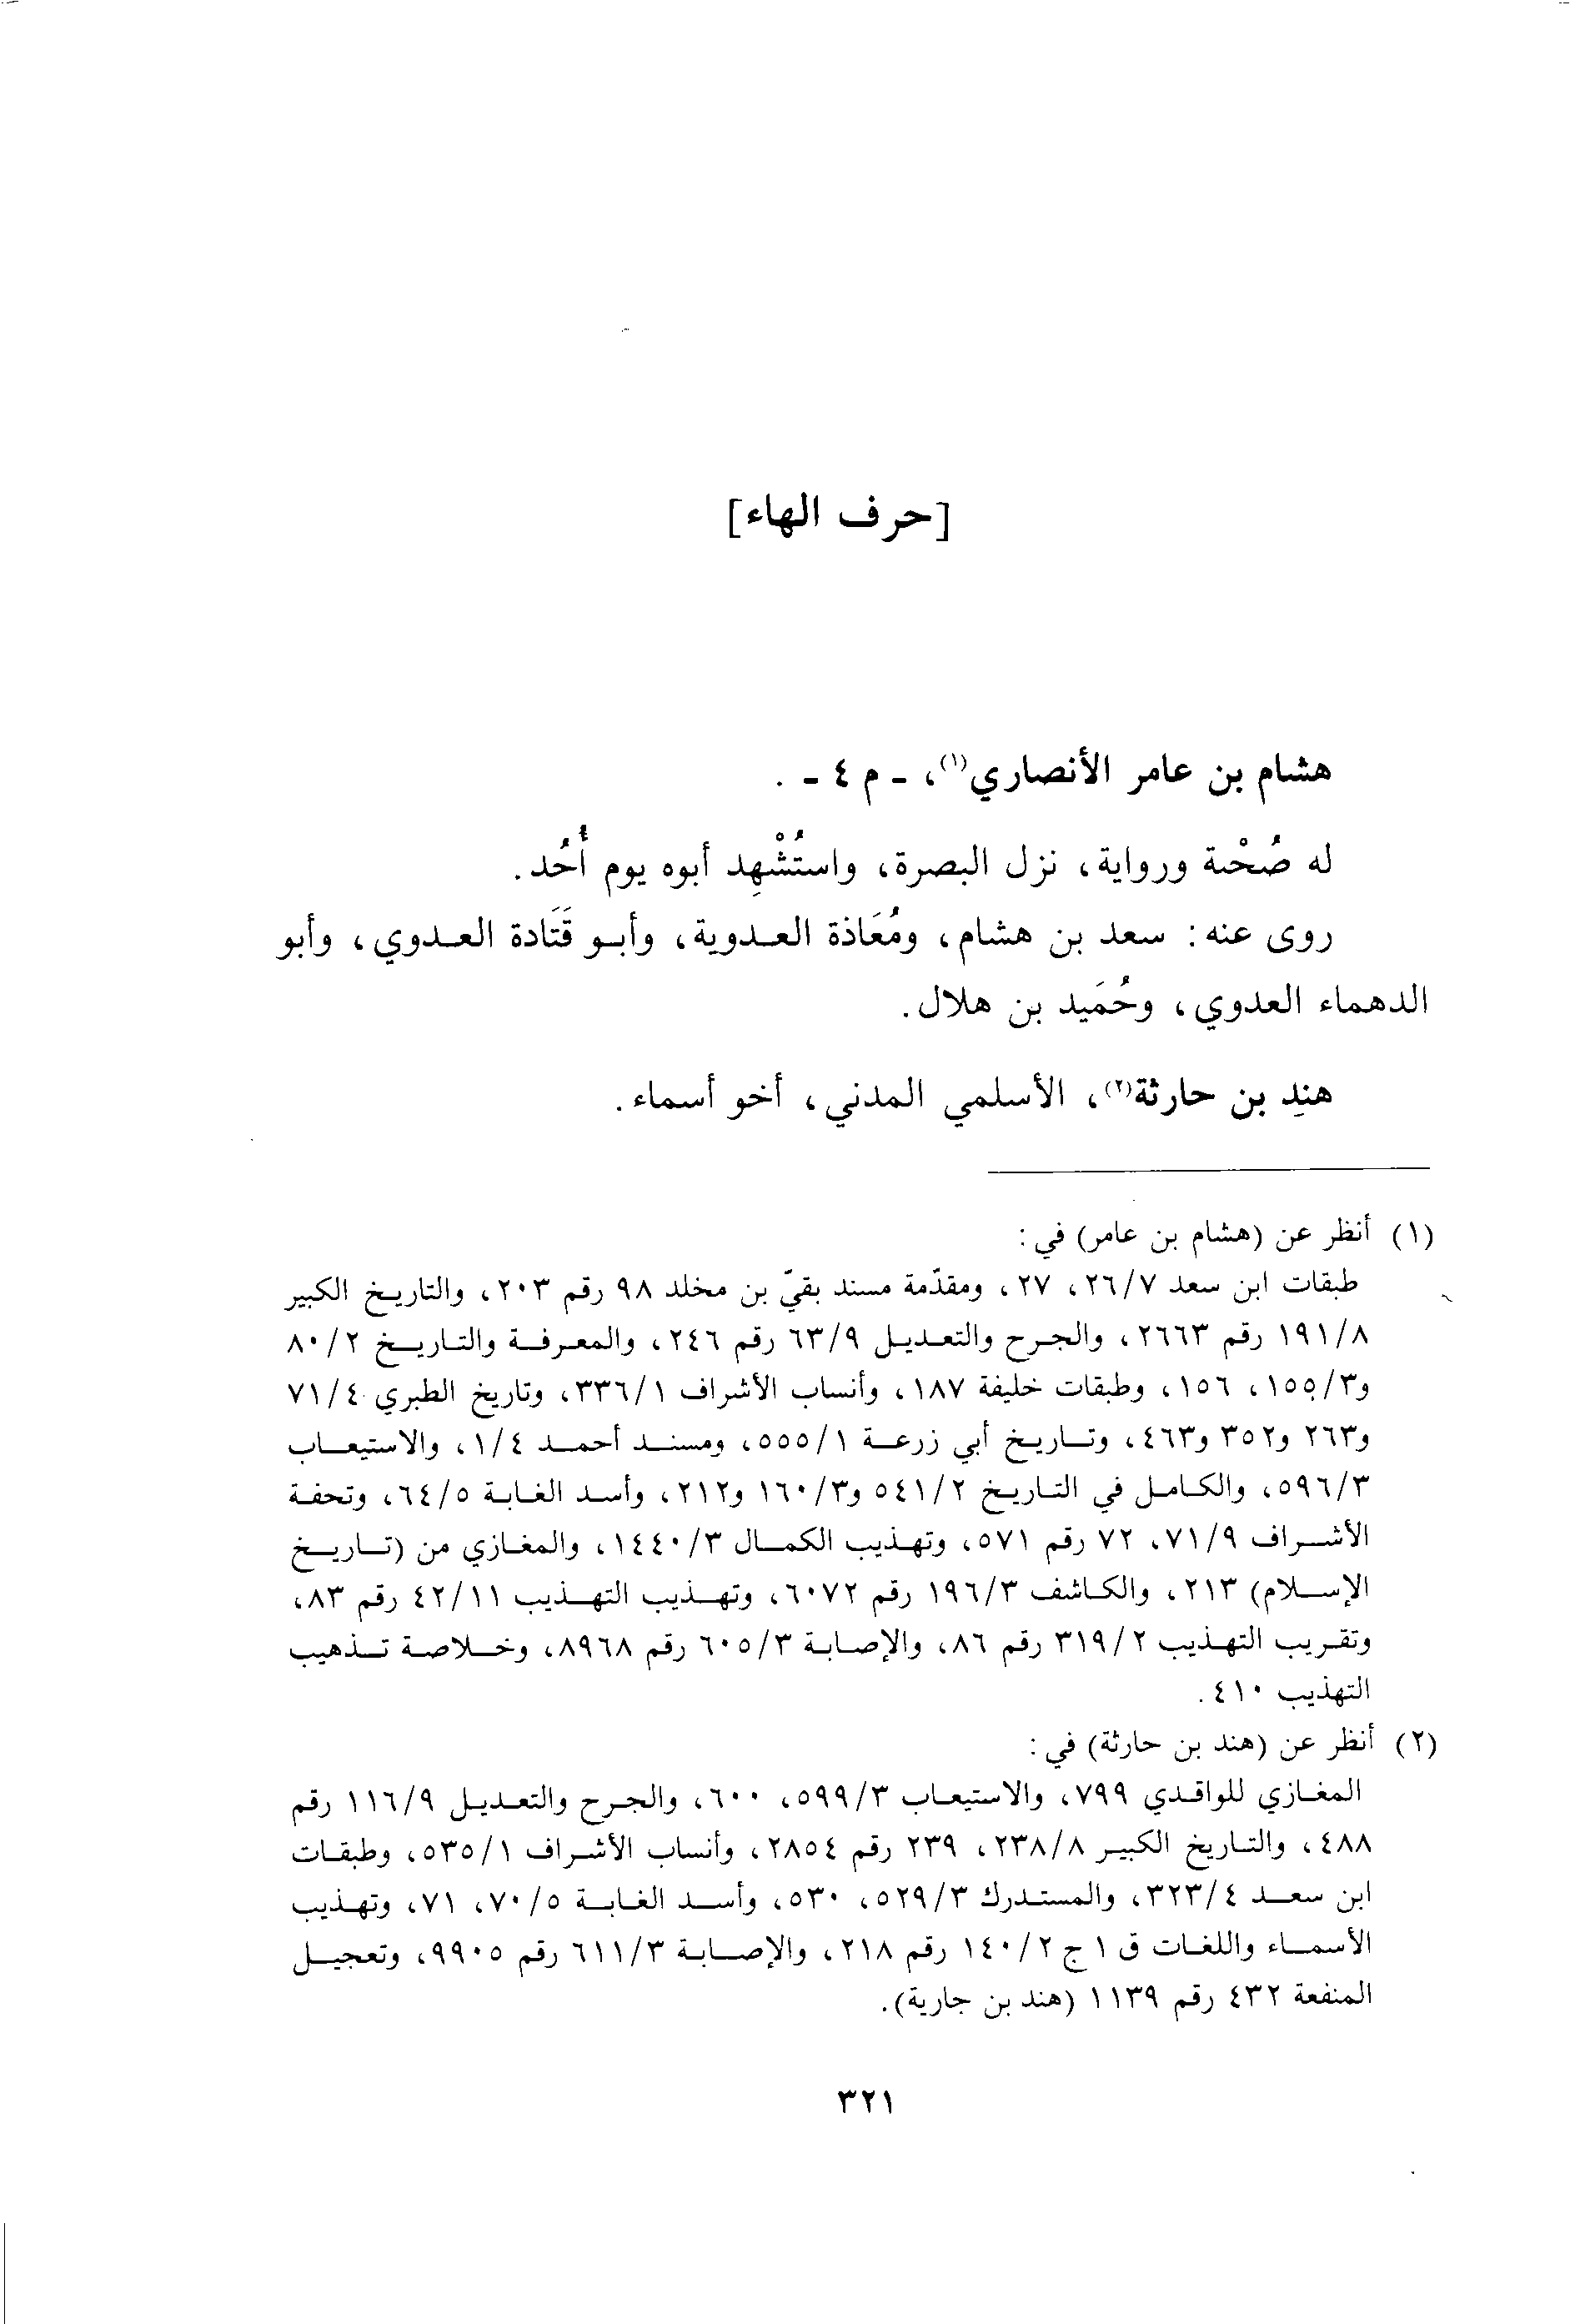 [حرف الهاء]
هشام بن عامر الأنصاري(١)، ـ م ٤ ـ .
له صُحْبة ورواية، نزل البصرة، واستُشْهِد أبوه يوم أُحُد.
روى عنه: سعد بن هشام، ومُعَاذة العـدوية، وأبـو قَتَادة العـدوي، وأبو
الدهماء العدوي، وحُمَيد بن هلال.
هنِد بن حارثة(٢)، الأسلمي المدني، أخو أسماء.
(١) أنظر عن (هشام بن عامر) في:
طبقات ابن سعد ٢٦/٧، ٢٧، ومقدّمة مسند بقيّ بن مخلد ٩٨ رقم ٢٠٣، والتاريخ الكبير
١٩١/٨ رقم ٢٦٦٣، والجرح والتعديل ٦٣/٩ رقم ٢٤٦، والمعرفة والتاريخ ٨٠/٢
و١٥٥/٣، ١٥٦، وطبقات خليفة ١٨٧، وأنساب الأشراف ٣٣٦/١، وتاريخ الطبري ٧١/٤
و٢٦٣ و٣٥٢ و٤٦٣، وتاريخ أبي زرعة ٥٥٥/١، ومسند أحمد ١/٤، والاستيعاب
٥٩٦/٣، والكامل في التاريخ ٥٤١/٢ و١٦٠/٣ و٢١٢، وأسد الغابة ٦٤/٥، وتحفة
الأشراف ٧١/٩، ٧٢ رقم ٥٧١، وتهذيب الكمال ١٤٤٠/٣، والمغازي من (تاريخ
الإسلام) ٢١٣، والكاشف ١٩٦/٣ رقم ٦٠٧٢، وتهذيب التهذيب ٤٢/١١ رقم ٨٣،
وتقريب التهذيب ٣١٩/٢ رقم ٨٦، والإصابة ٦٠٥/٣ رقم ٨٩٦٨، وخلاصة تذهيب
التهذيب ٤١٠.
(٢) أنظر عن (هند بن حارثة) في:
المغازي للواقدي ٧٩٩، والاستيعاب ٥٩٩/٣، ٦٠٠، والجرح والتعديل ١١٦/٩ رقم
٤٨٨، والتاريخ الكبير ٢٣٨/٨، ٢٣٩ رقم ٢٨٥٤، وأنساب الأشراف ٥٣٥/١، وطبقات
ابن سعد ٣٢٣/٤، والمستدرك ٥٢٩/٣، ٥٣٠، وأسد الغابة ٧٠/٥، ٧١، وتهذيب
الأسماء واللغات ق ١ ج ١٤٠/٢ رقم ٢١٨، والإصابة ٦١١/٣ رقم ٩٩٠٥، وتعجيل
المنفعة ٤٣٢ رقم ١١٣٩ (هند بن جارية).
٣٢١